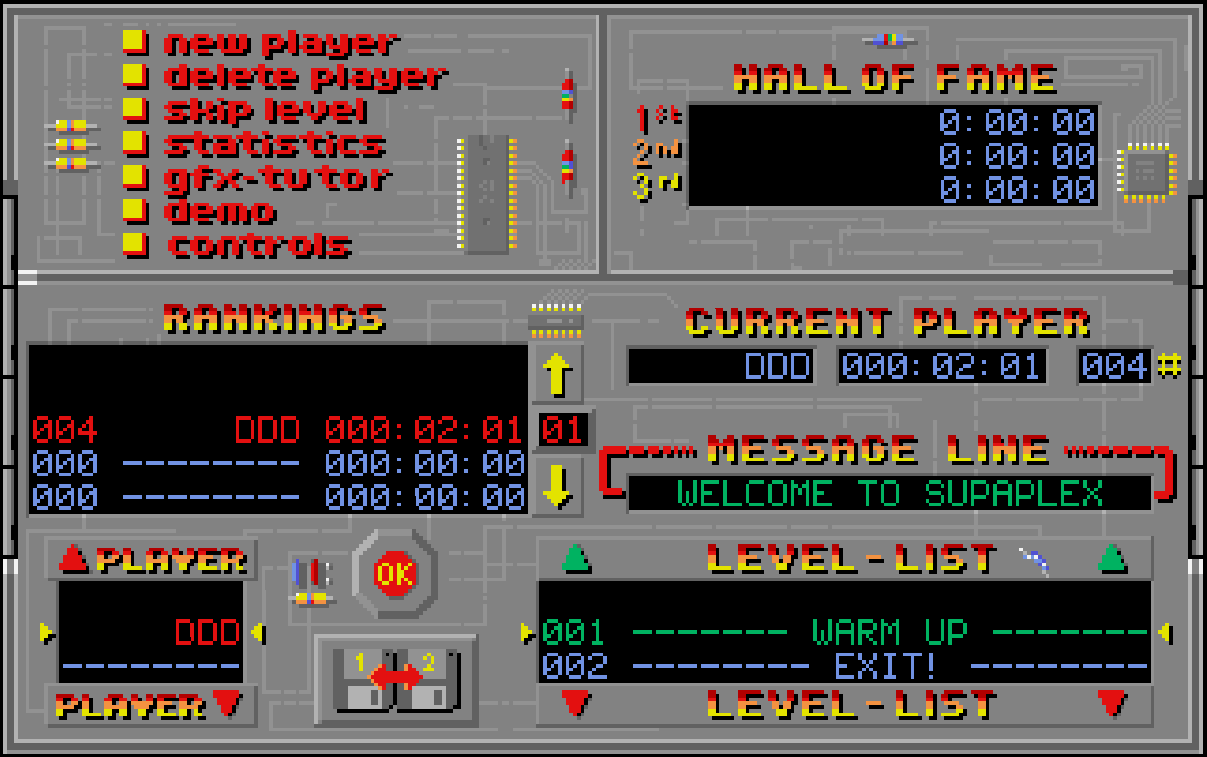 new player
delete player
skip level
statistics
gfx-tutor
demo
controls
HALL OF FAME
1st 0:00:00
2nd 0:00:00
3rd 0:00:00
RANKINGS
004 DDD 000:02:01
000 -------- 000:00:00
000 -------- 000:00:00
01
CURRENT PLAYER
DDD 000:02:01 004 #
MESSAGE LINE
WELCOME TO SUPAPLEX
PLAYER
DDD
--------
PLAYER
OK
1 2
LEVEL-LIST
001 ------- WARM UP -------
002 -------- EXIT! --------
LEVEL-LIST